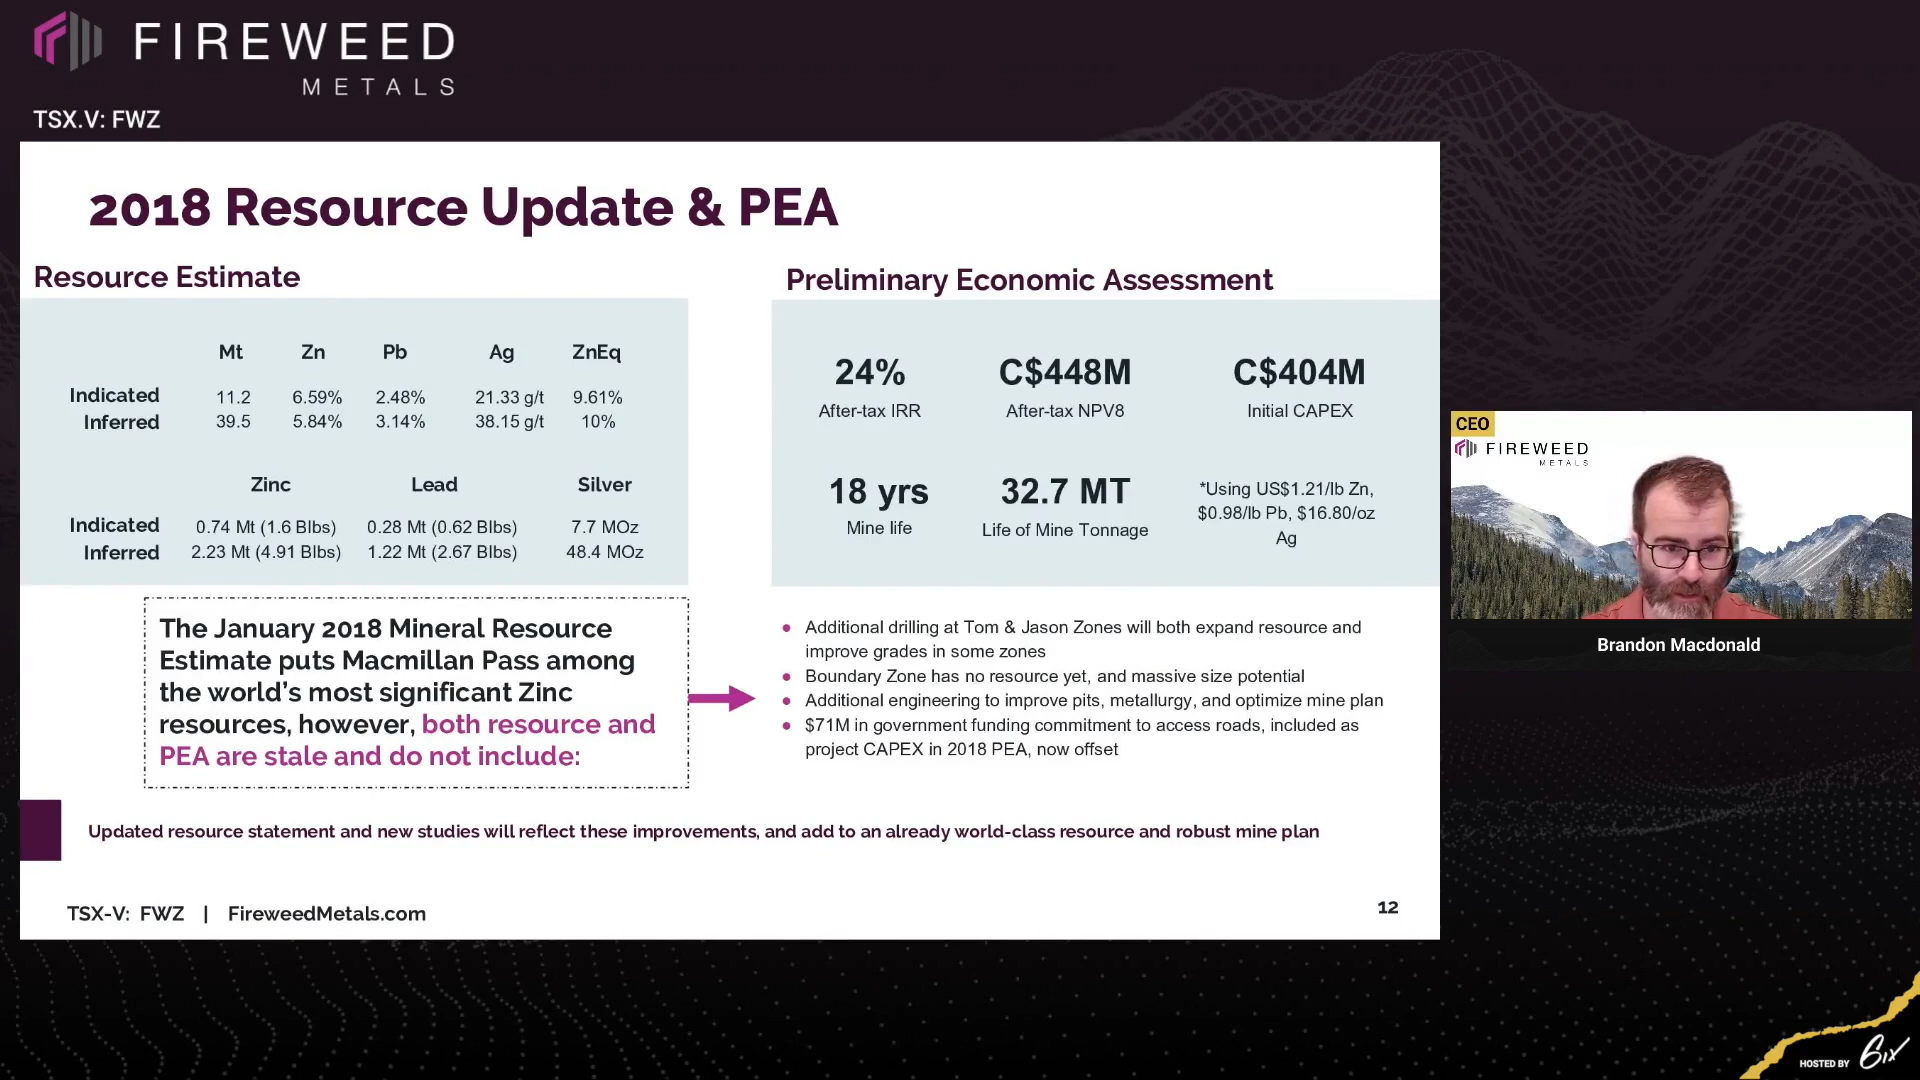 FIREWEED
METALS
TSX.V: FWZ
2018 Resource Update & PEA
Resource Estimate
Mt Zn Pb Ag ZnEq
Indicated 11.2 6.59% 2.48% 21.33 g/t 9.61%
Inferred 39.5 5.84% 3.14% 38.15 g/t 10%
Zinc Lead Silver
Indicated 0.74 Mt (1.6 Blbs) 0.28 Mt (0.62 Blbs) 7.7 MOz
Inferred 2.23 Mt (4.91 Blbs) 1.22 Mt (2.67 Blbs) 48.4 MOz
Preliminary Economic Assessment
24% C$448M C$404M
After-tax IRR After-tax NPV8 Initial CAPEX
18 yrs 32.7 MT
Mine life Life of Mine Tonnage
*Using US$1.21/lb Zn,
$0.98/lb Pb, $16.80/oz
Ag
The January 2018 Mineral Resource
Estimate puts Macmillan Pass among
the world's most significant Zinc
resources, however, both resource and
PEA are stale and do not include:
• Additional drilling at Tom & Jason Zones will both expand resource and
improve grades in some zones
• Boundary Zone has no resource yet, and massive size potential
• Additional engineering to improve pits, metallurgy, and optimize mine plan
• $71M in government funding commitment to access roads, included as
project CAPEX in 2018 PEA, now offset
Updated resource statement and new studies will reflect these improvements, and add to an already world-class resource and robust mine plan
TSX-V: FWZ | FireweedMetals.com
12
CEO
FIREWEED
METALS
Brandon Macdonald
HOSTED BY 6ix